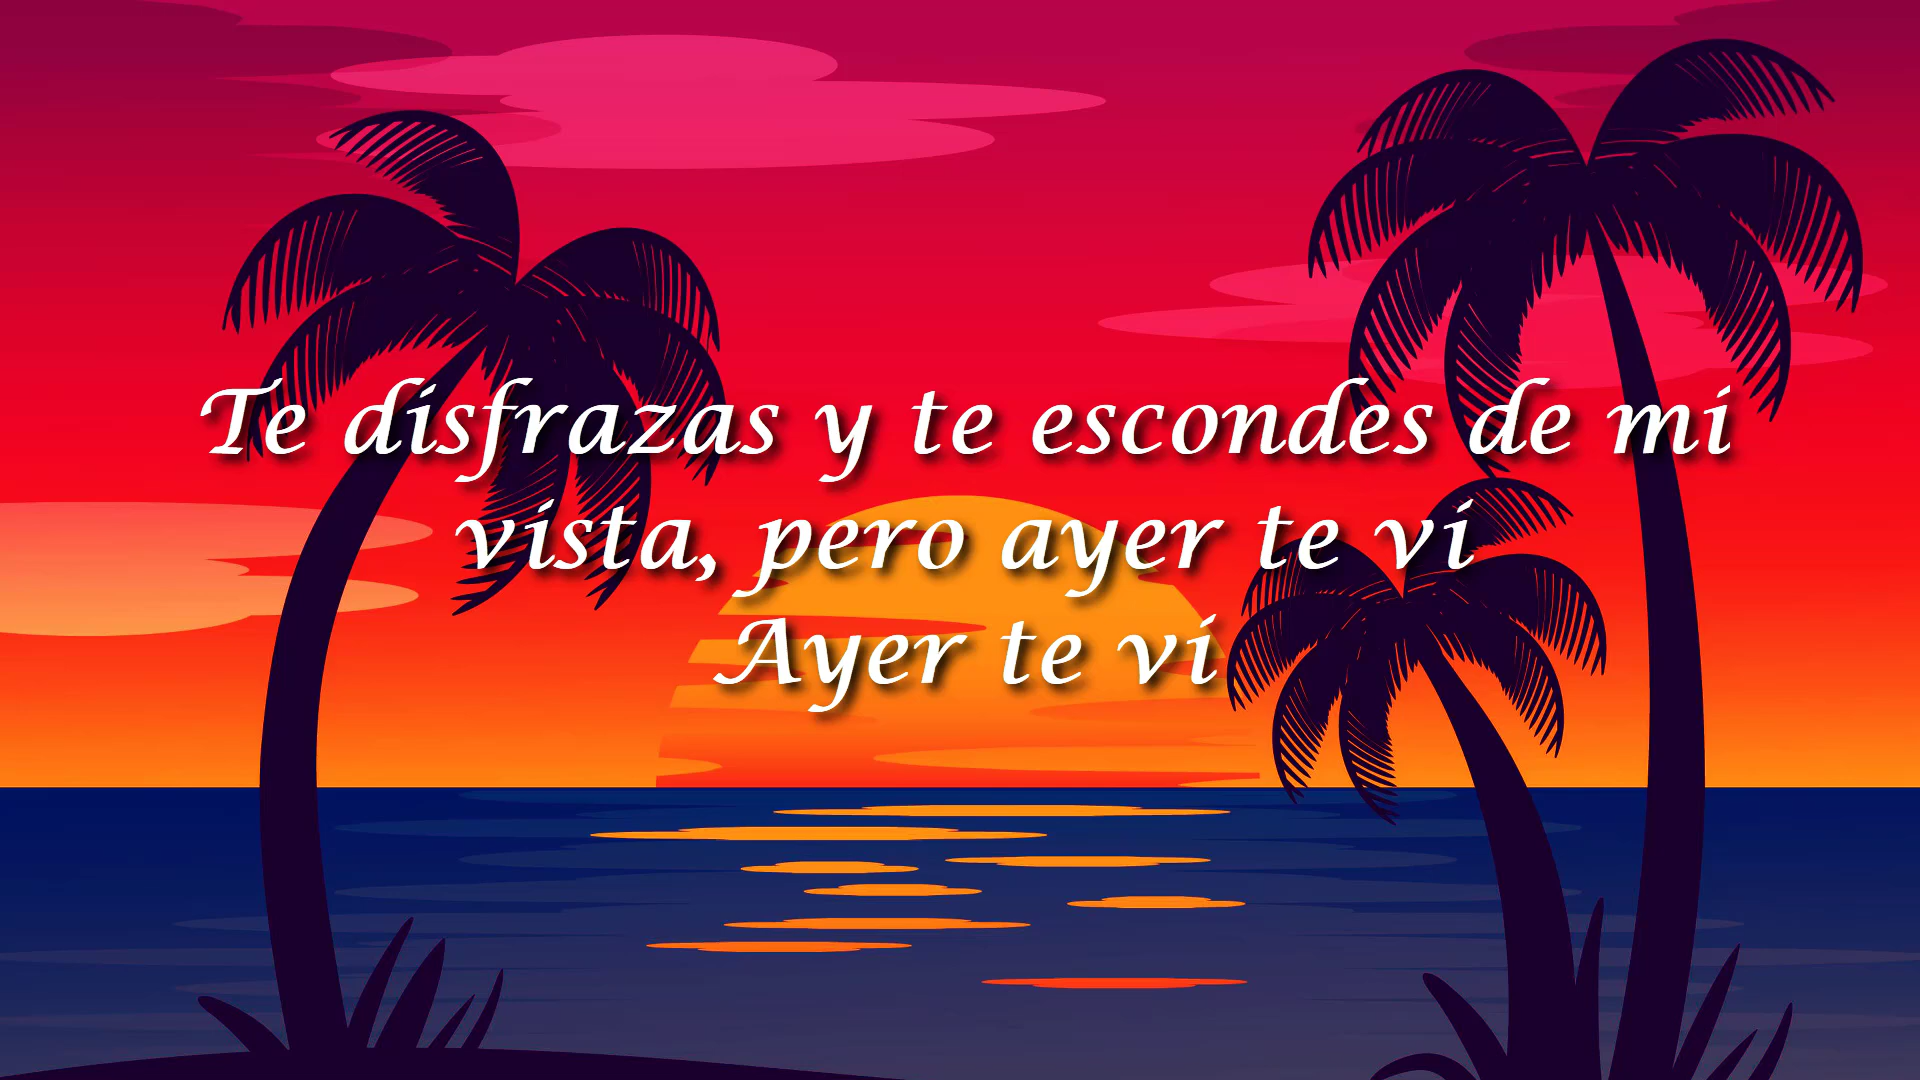 Te disfrazas y te escondes de mi
vista, pero ayer te vi
Ayer te vi